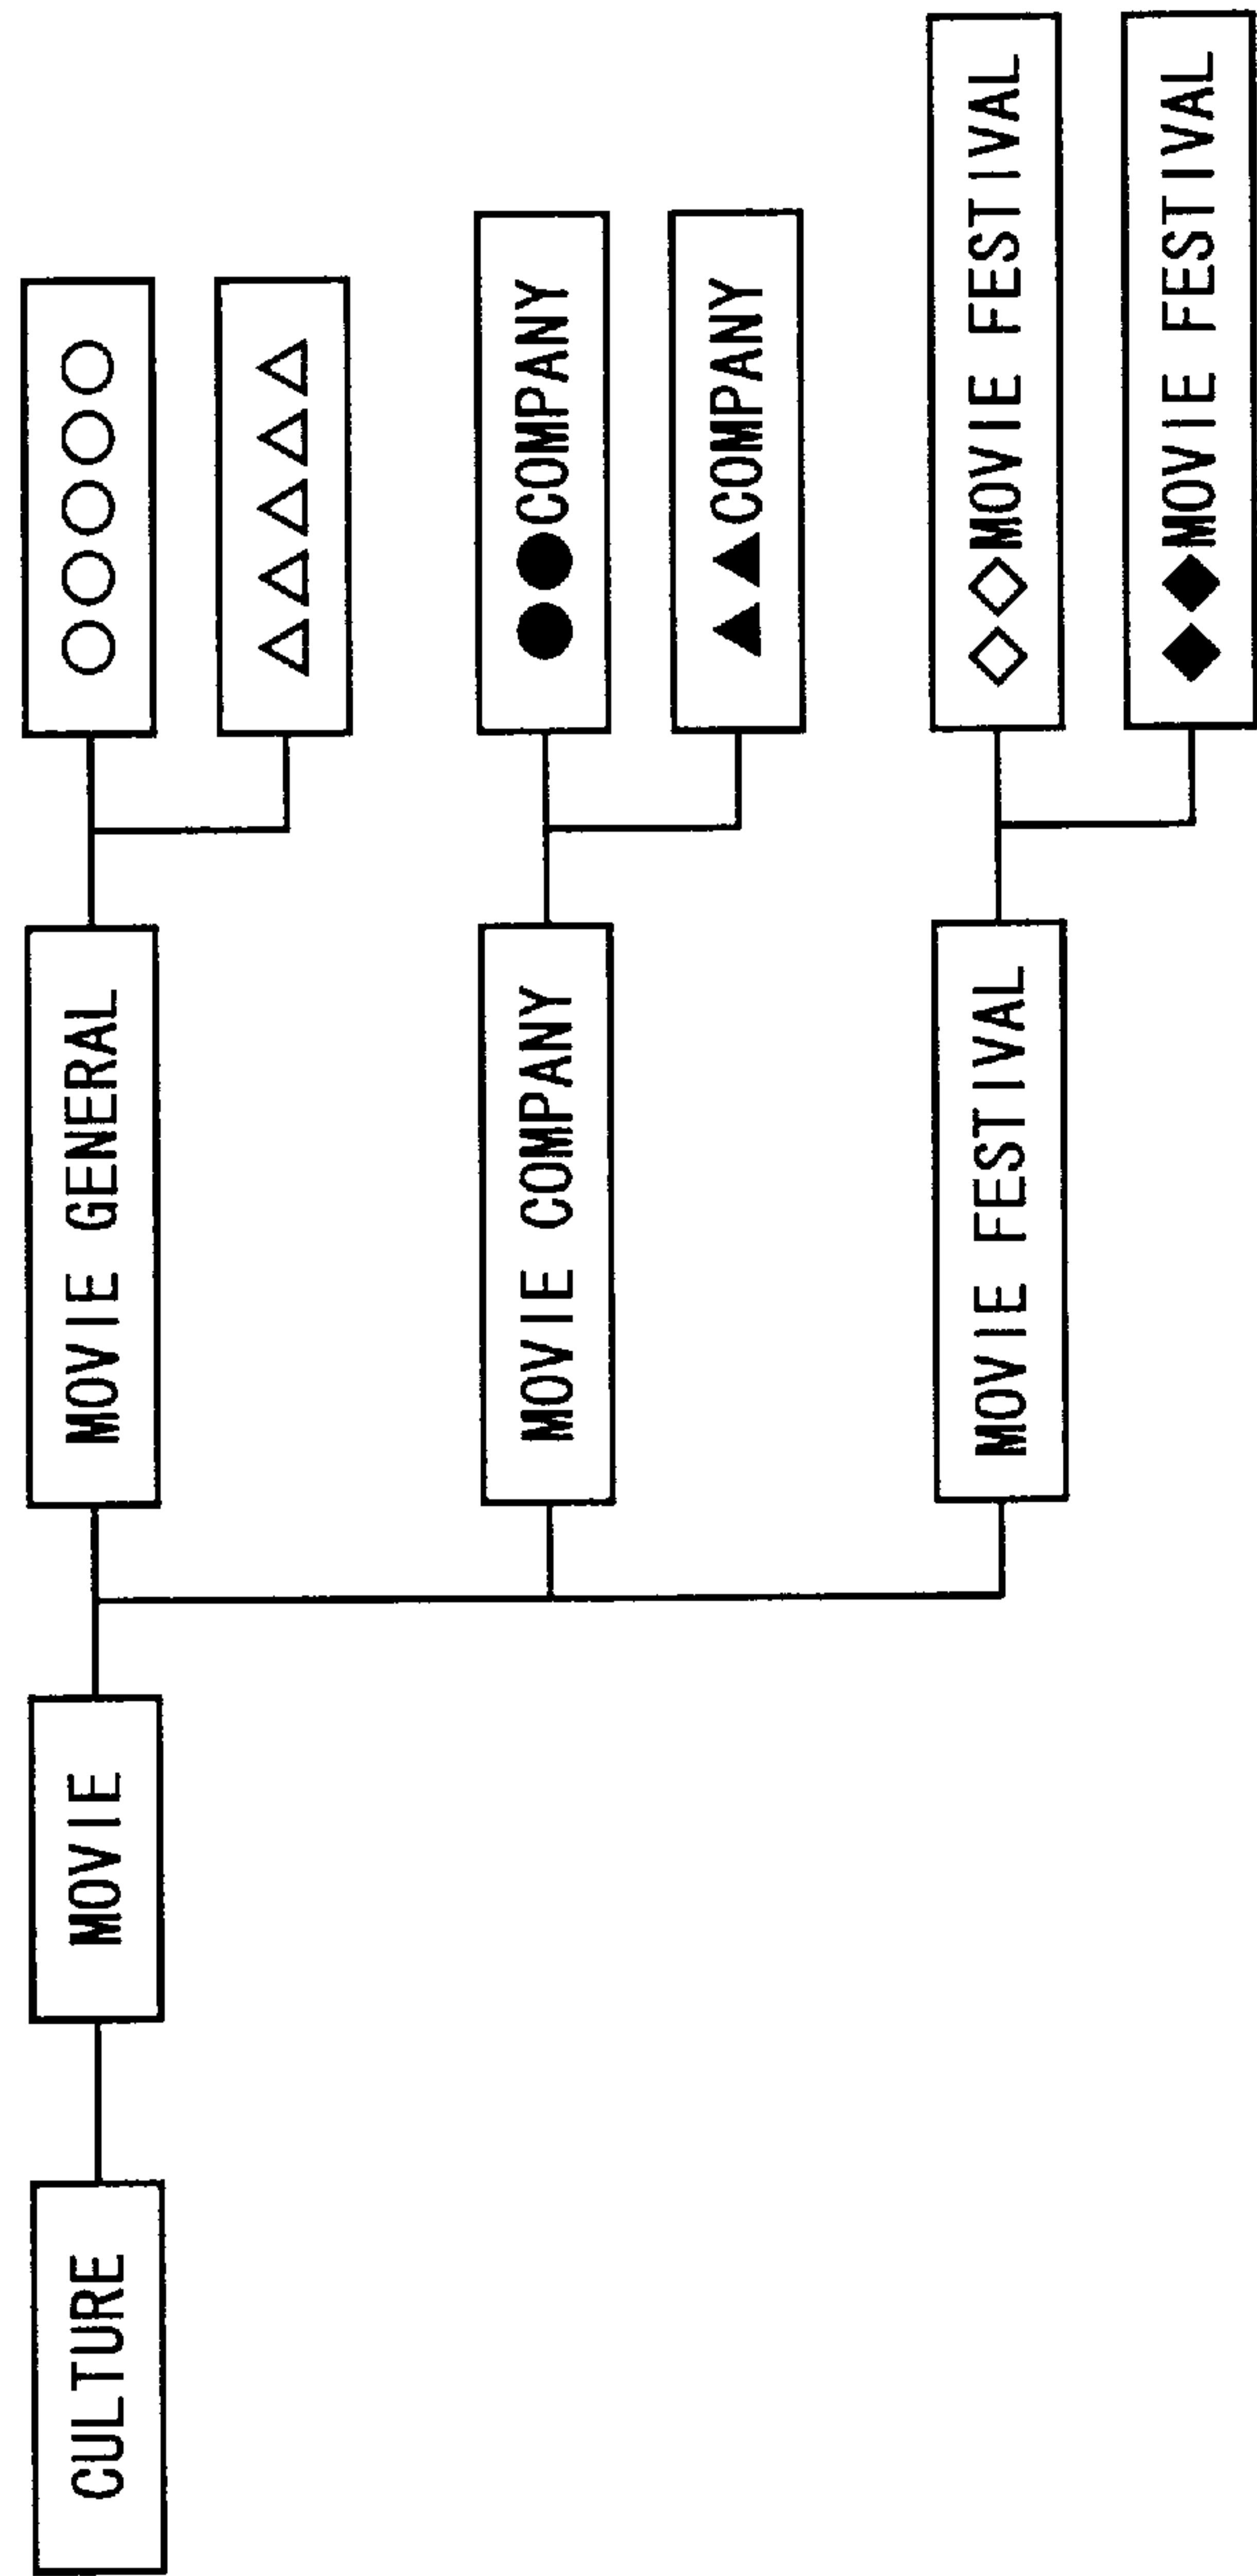 CULTURE
MOVIE
MOVIE GENERAL
○○○○○
△△△△△
MOVIE COMPANY
●●COMPANY
▲▲COMPANY
MOVIE FESTIVAL
◇◇MOVIE FESTIVAL
◆◆MOVIE FESTIVAL